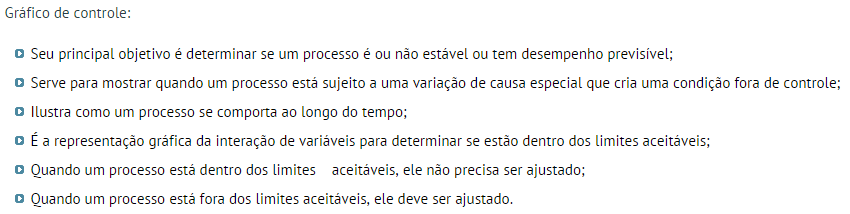 Gráfico de controle:
Seu principal objetivo é determinar se um processo é ou não estável ou tem desempenho previsível;
Serve para mostrar quando um processo está sujeito a uma variação de causa especial que cria uma condição fora de controle;
Ilustra como um processo se comporta ao longo do tempo;
É a representação gráfica da interação de variáveis para determinar se estão dentro dos limites aceitáveis;
Quando um processo está dentro dos limites aceitáveis, ele não precisa ser ajustado;
Quando um processo está fora dos limites aceitáveis, ele deve ser ajustado.